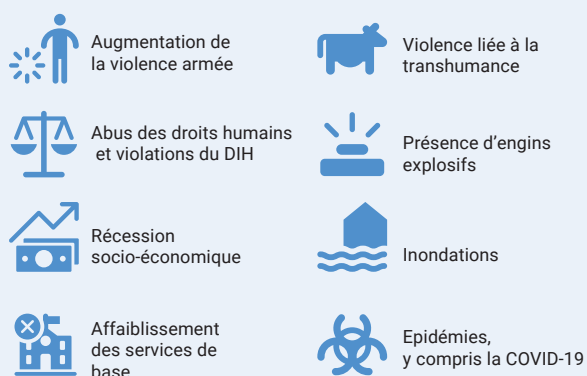 Augmentation de
la violence armée
Violence liée à la
transhumance
Abus des droits humains
et violations du DIH
Présence d'engins
explosifs
Récession
socio-économique
Inondations
Affaiblissement
des services de
base
Epidémies,
y compris la COVID-19